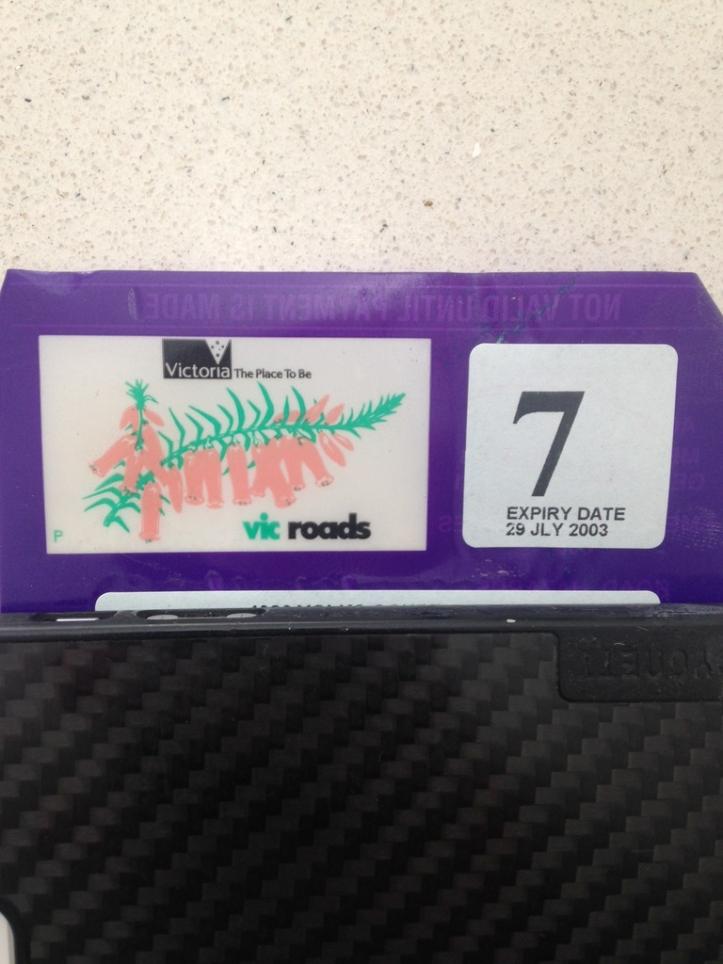 NOT VALID UNTIL PAYMENT IS MADE
Victoria The Place To Be
vic roads
P
7
EXPIRY DATE
29 JLY 2003